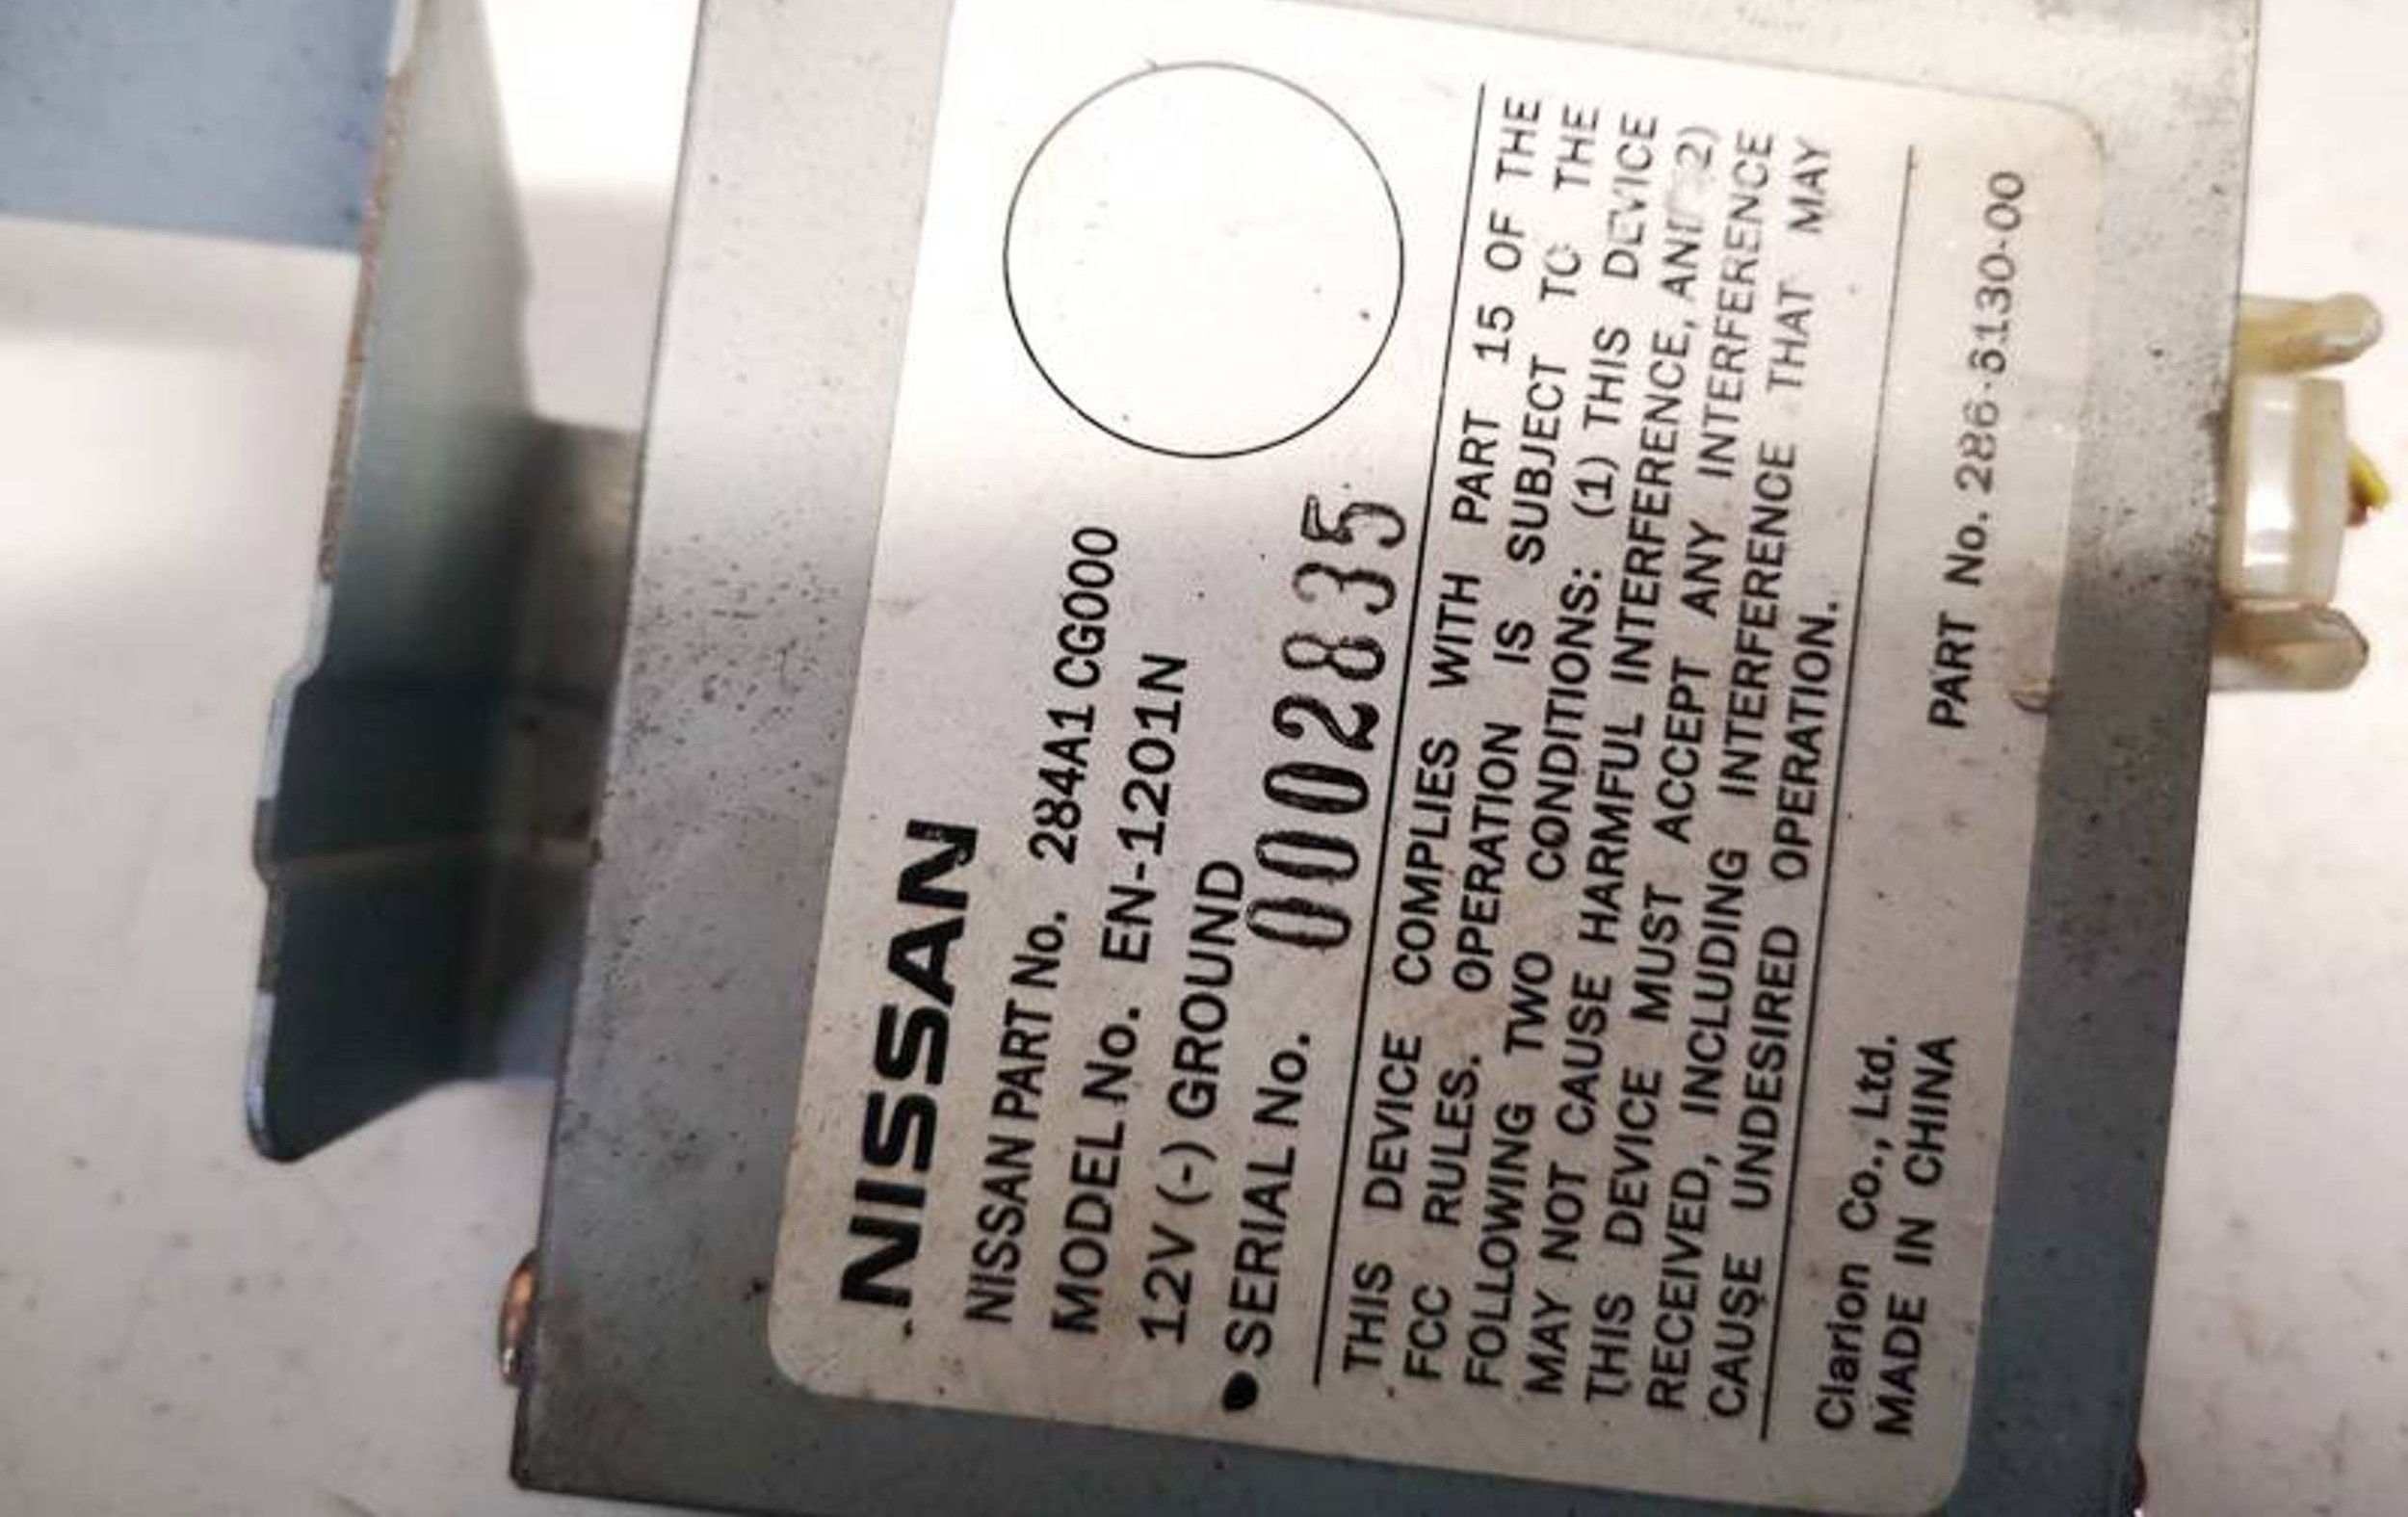 NISSAN
NISSAN PART No. 284A1 CG000
MODEL No. EN-1201N
12V (-) GROUND
●SERIAL No. 0002835
THIS DEVICE COMPLIES WITH PART 15 OF THE
FCC RULES. OPERATION IS SUBJECT TO THE
FOLLOWING TWO CONDITIONS: (1) THIS DEVICE
MAY NOT CAUSE HARMFUL INTERFERENCE, AND (2)
THIS DEVICE MUST ACCEPT ANY INTERFERENCE
RECEIVED, INCLUDING INTERFERENCE THAT MAY
CAUSE UNDESIRED OPERATION.
Clarion Co., Ltd.
MADE IN CHINA
PART No.